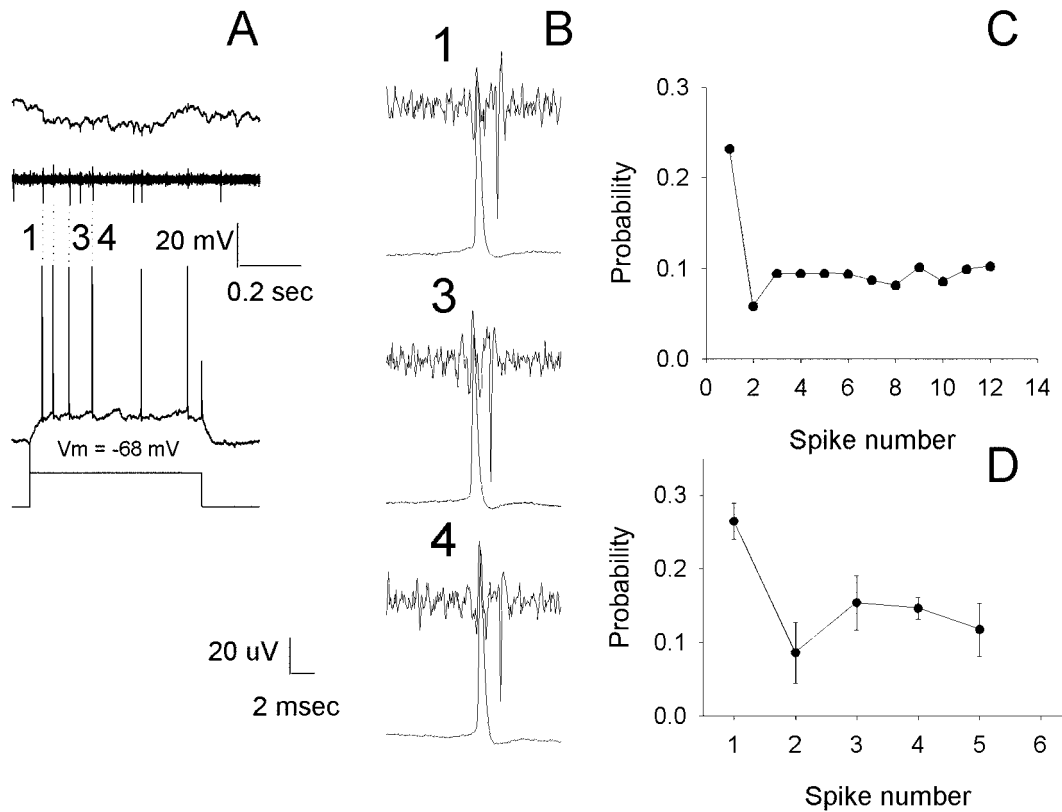 A
1
3 4
20 mV
0.2 sec
Vm = -68 mV
B
1
3
4
20 uV
2 msec
C
0.3
0.2
0.1
0.0
Probability
0 2 4 6 8 10 12 14
Spike number
D
0.3
0.2
0.1
0.0
Probability
1 2 3 4 5 6
Spike number